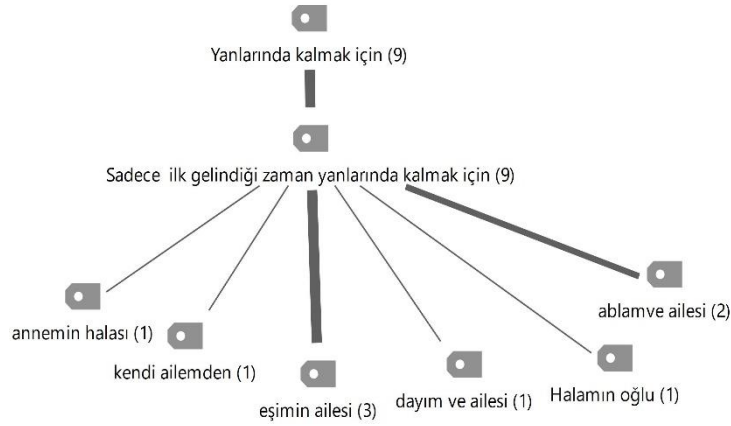 Yanlarında kalmak için (9)
Sadece ilk gelindiği zaman yanlarında kalmak için (9)
annemin halası (1)
kendi ailemden (1)
eşimin ailesi (3)
dayım ve ailesi (1)
Halamın oğlu (1)
ablamve ailesi (2)